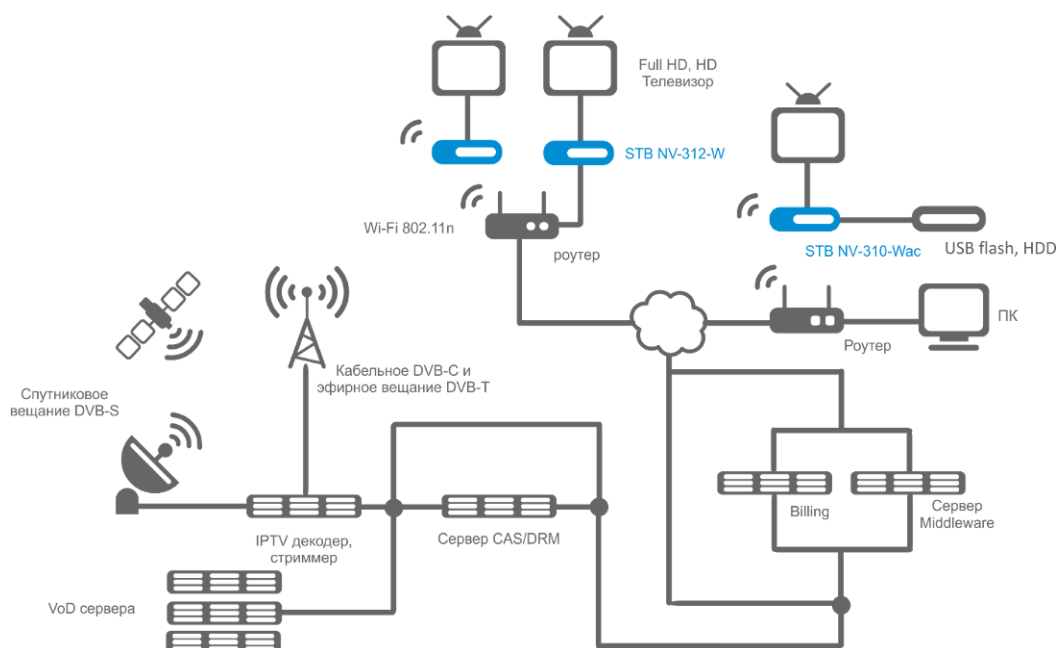 Full HD, HD
Телевизор
STB NV-312-W
Wi-Fi 802.11n
роутер
STB NV-310-Wac
USB flash, HDD
ПК
Роутер
Кабельное DVB-C и
эфирное вещание DVB-T
Спутниковое
вещание DVB-S
IPTV декодер,
стриммер
Сервер CAS/DRM
Billing
Сервер
Middleware
VoD сервера